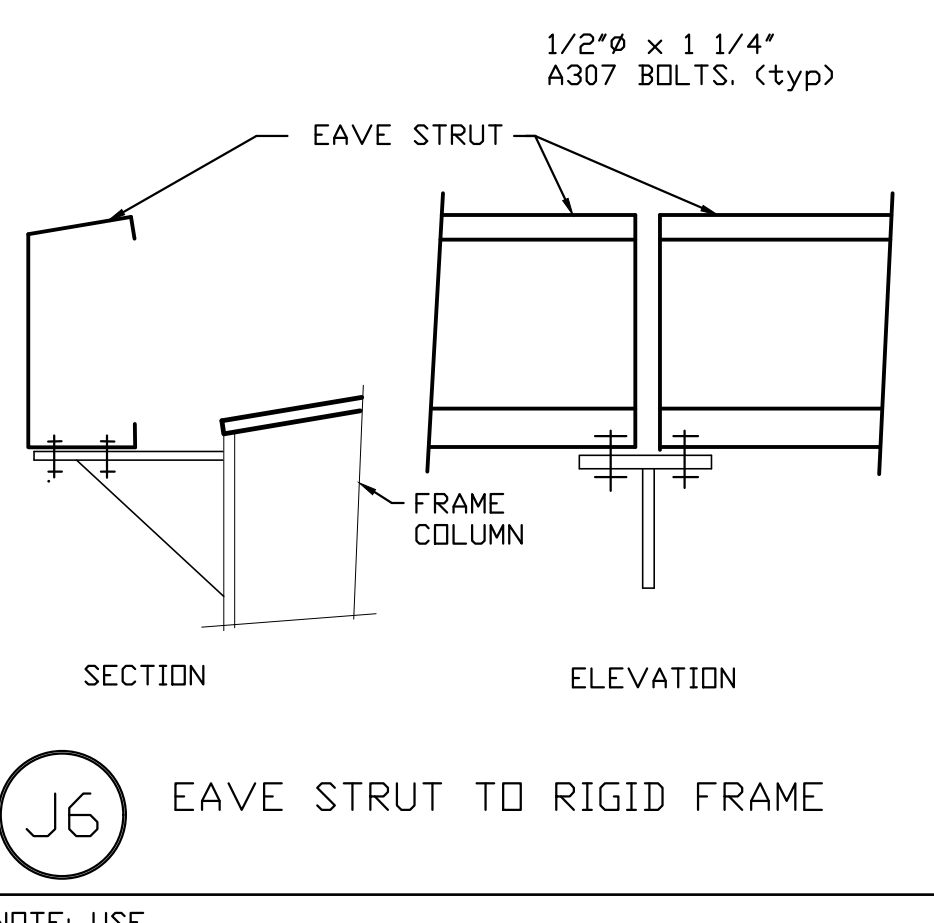 1/2"ø x 1 1/4"
A307 BOLTS. (typ)
EAVE STRUT
FRAME
COLUMN
SECTION
ELEVATION
J6
EAVE STRUT TO RIGID FRAME
NOTE: USE